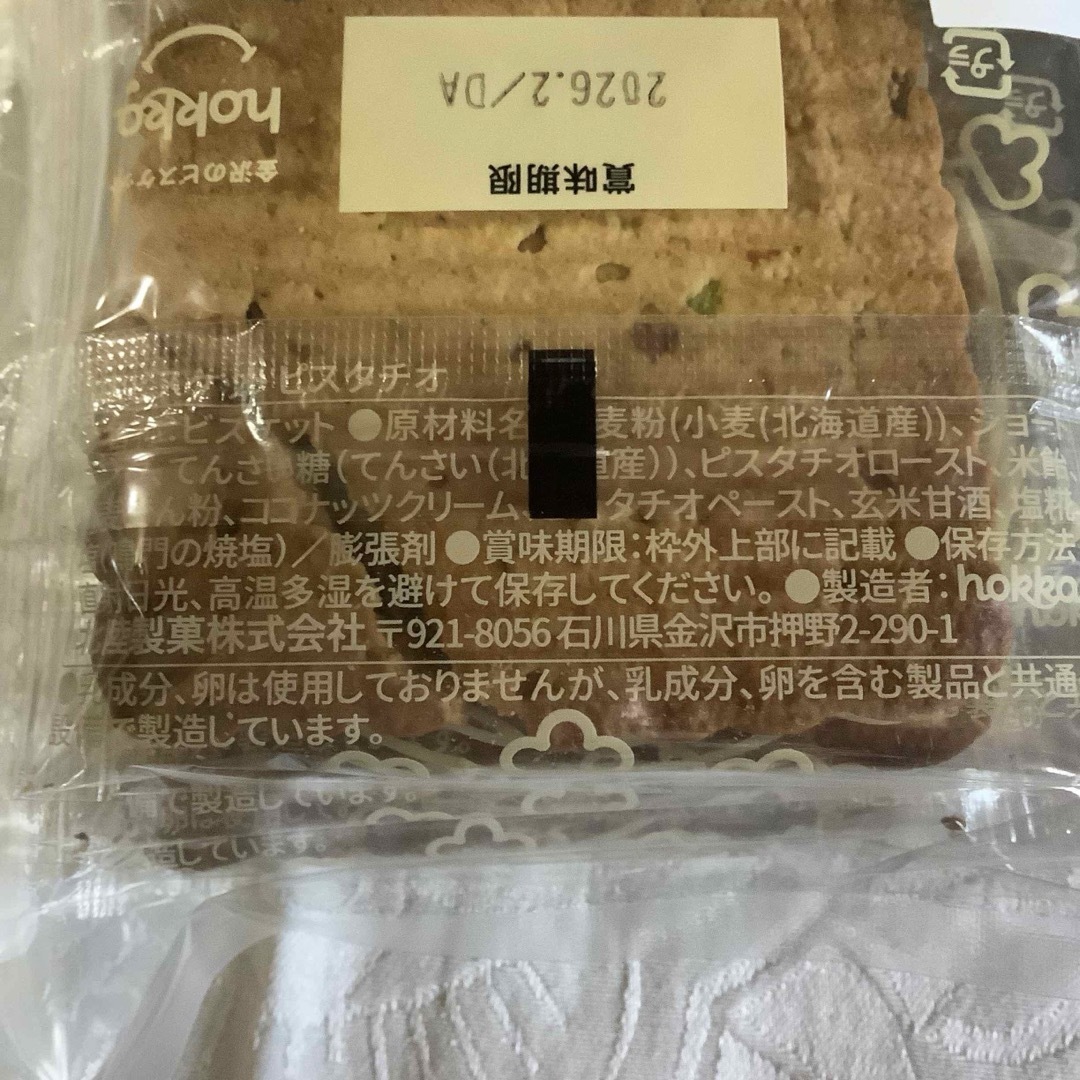 hokka
金沢のビスケ
2026.2/DA
賞味期限
プラ
ピスタチオ
ビスケット ●原材料名 麦粉(小麦(北海道産))、ショー
てんさい糖(てんさい(北 道産))、ピスタチオロースト、米飴
ん粉、ココナッツクリーム、 タチオペースト、玄米甘酒、塩糀
門の焼塩)／膨張剤 ●賞味期限:枠外上部に記載 ●保存方法
日光、高温多湿を避けて保存してください。 ●製造者:hokka
製菓株式会社 〒921-8056 石川県金沢市押野2-290-1
成分、卵は使用しておりませんが、乳成分、卵を含む製品と共通
で製造しています。